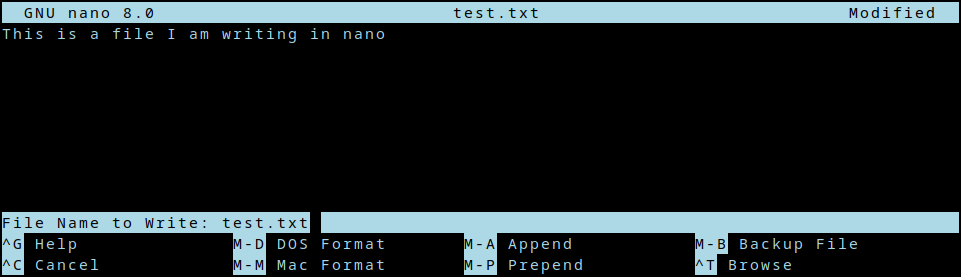 GNU nano 8.0 test.txt Modified
This is a file I am writing in nano
File Name to Write: test.txt
^G Help M-D DOS Format M-A Append M-B Backup File
^C Cancel M-M Mac Format M-P Prepend ^T Browse